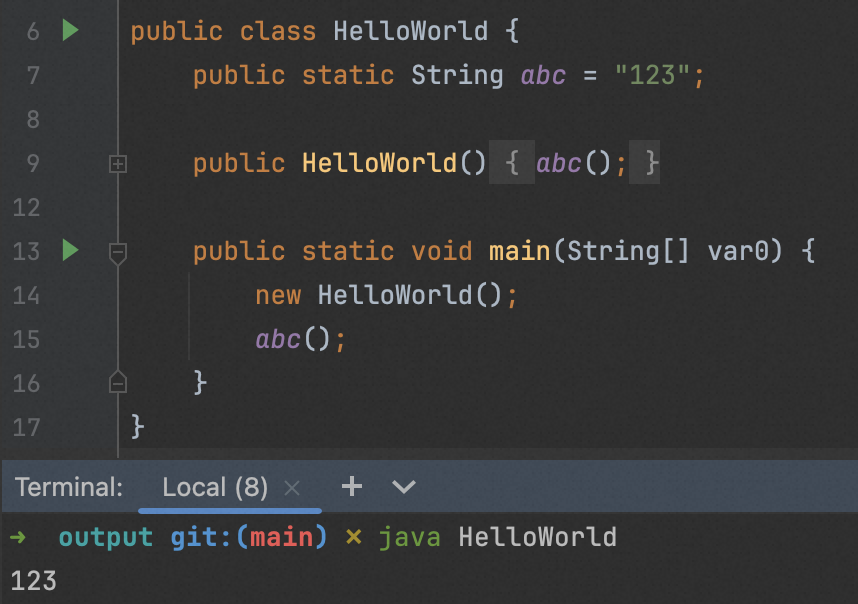 6 public class HelloWorld {
7 public static String abc = "123";
8
9 public HelloWorld() { abc(); }
12
13 public static void main(String[] var0) {
14 new HelloWorld();
15 abc();
16 }
17 }
Terminal: Local (8) × +
→ output git:(main) × java HelloWorld
123